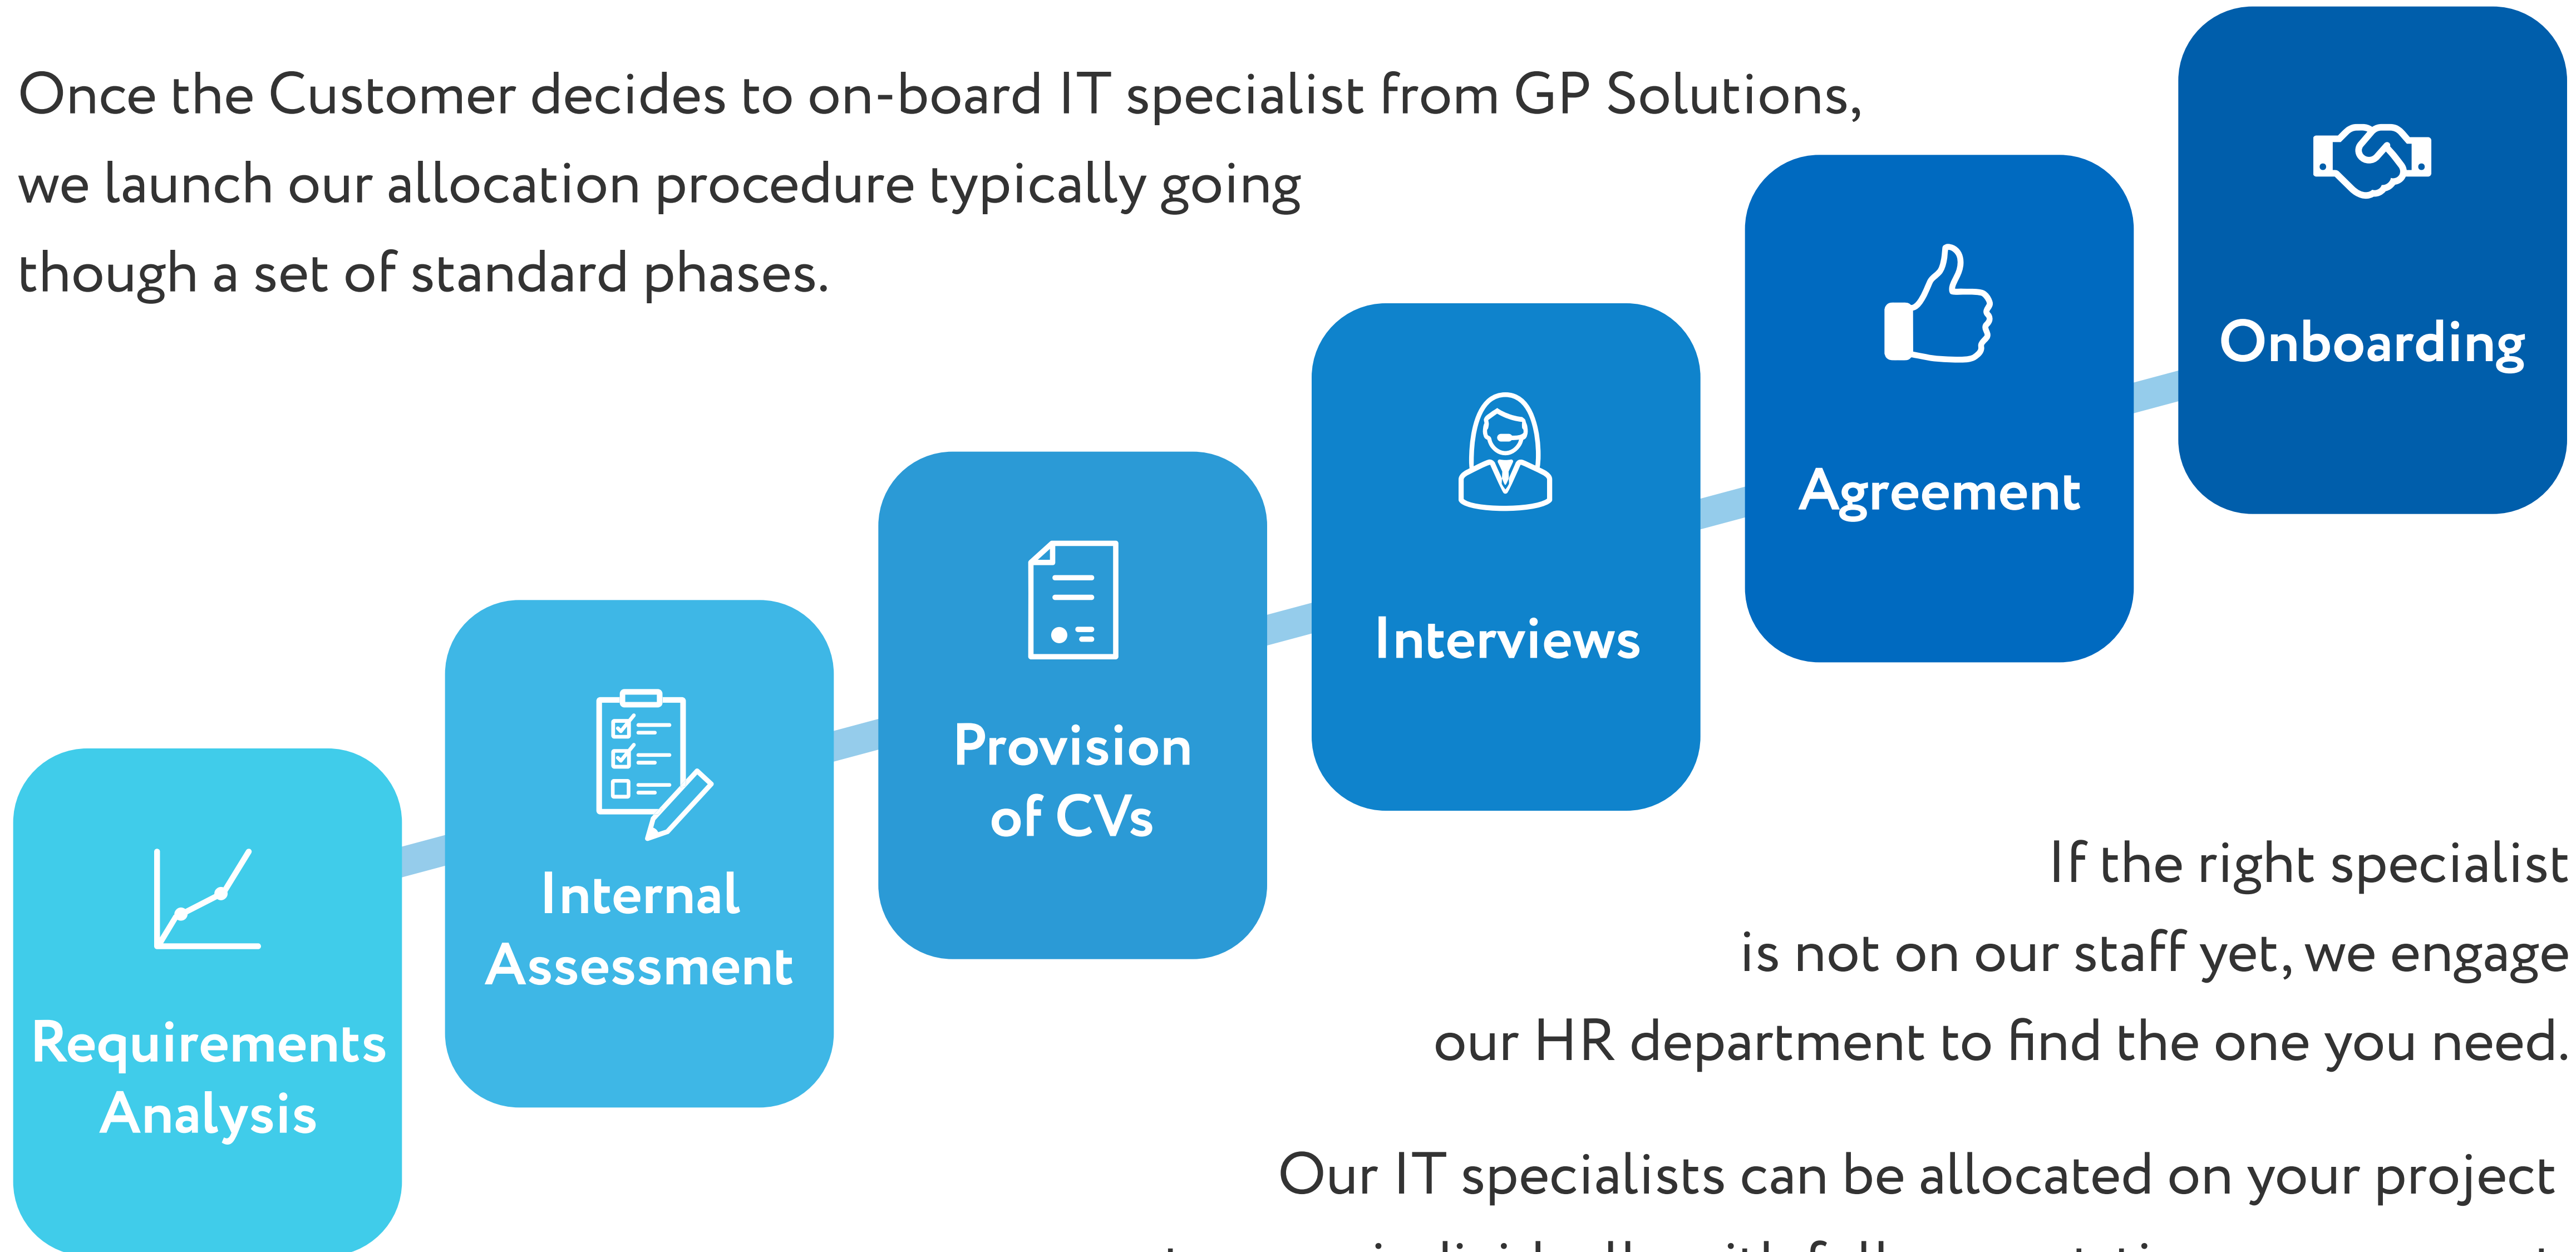 Once the Customer decides to on-board IT specialist from GP Solutions,
we launch our allocation procedure typically going
though a set of standard phases.
Requirements
Analysis
Internal
Assessment
Provision
of CVs
Interviews
Agreement
Onboarding
If the right specialist
is not on our staff yet, we engage
our HR department to find the one you need.
Our IT specialists can be allocated on your project